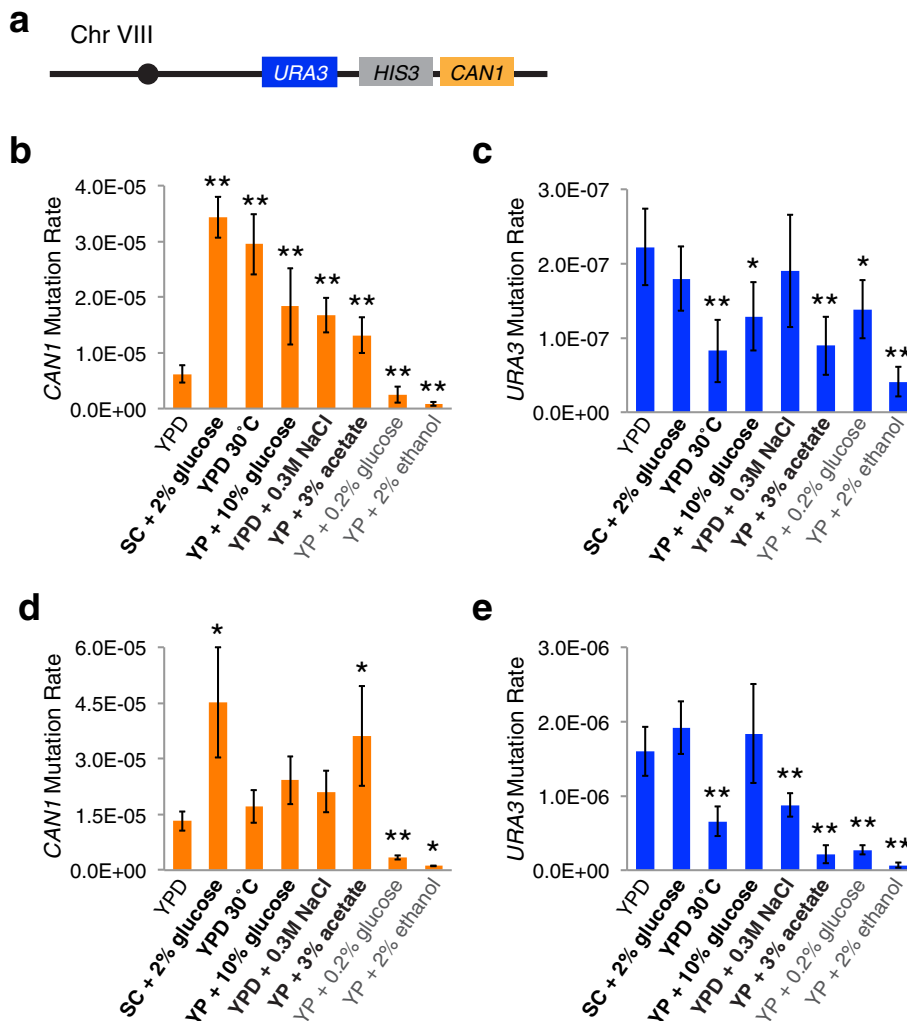 a
Chr VIII
URA3 HIS3 CAN1
b
CAN1 Mutation Rate
4.0E-05
3.0E-05
2.0E-05
1.0E-05
0.0E+00
** ** ** ** ** ** **
YPD
SC + 2% glucose
YPD 30˚C
YP + 10% glucose
YPD + 0.3M NaCl
YP + 3% acetate
YP + 0.2% glucose
YP + 2% ethanol
c
URA3 Mutation Rate
3.0E-07
2.0E-07
1.0E-07
0.0E+00
** * ** * **
YPD
SC + 2% glucose
YPD 30˚C
YP + 10% glucose
YPD + 0.3M NaCl
YP + 3% acetate
YP + 0.2% glucose
YP + 2% ethanol
d
CAN1 Mutation Rate
6.0E-05
4.5E-05
3.0E-05
1.5E-05
0.0E+00
* * ** *
YPD
SC + 2% glucose
YPD 30˚C
YP + 10% glucose
YPD + 0.3M NaCl
YP + 3% acetate
YP + 0.2% glucose
YP + 2% ethanol
e
URA3 Mutation Rate
3.0E-06
2.0E-06
1.0E-06
0.0E+00
** ** ** ** **
YPD
SC + 2% glucose
YPD 30˚C
YP + 10% glucose
YPD + 0.3M NaCl
YP + 3% acetate
YP + 0.2% glucose
YP + 2% ethanol